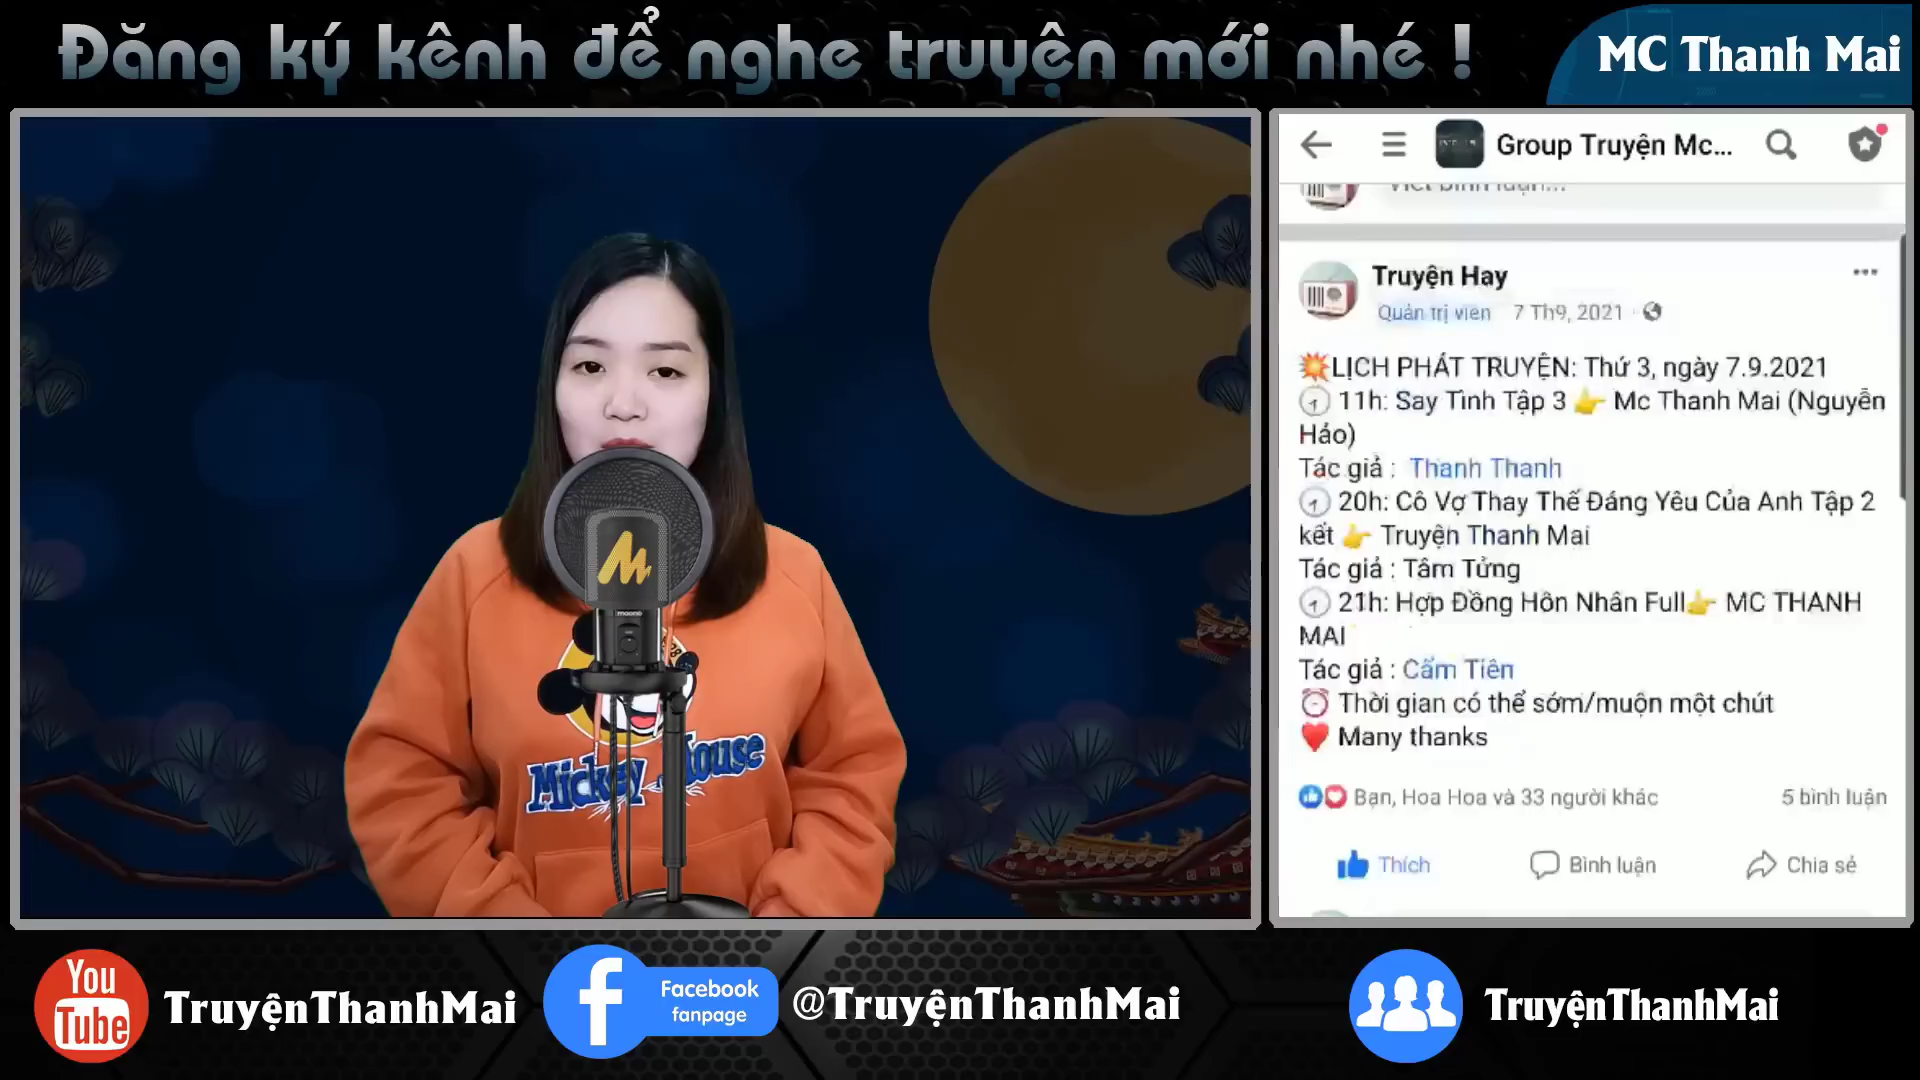 Đăng ký kênh để nghe truyện mới nhé !
MC Thanh Mai
Group Truyện Mc...
Viết bình luận...
Truyện Hay
Quản trị viên 7 Th9, 2021
LỊCH PHÁT TRUYỆN: Thứ 3, ngày 7.9.2021
11h: Say Tình Tập 3 👉 Mc Thanh Mai (Nguyễn
Hảo)
Tác giả : Thanh Thanh
20h: Cô Vợ Thay Thế Đáng Yêu Của Anh Tập 2
kết 👉 Truyện Thanh Mai
Tác giả : Tâm Tửng
21h: Hợp Đồng Hôn Nhân Full👉 MC THANH
MAI
Tác giả : Cẩm Tiên
Thời gian có thể sớm/muộn một chút
Many thanks
Bạn, Hoa Hoa và 33 người khác 5 bình luận
Thích Bình luận Chia sẻ
maono
Mickey Mouse
You
Tube
TruyệnThanhMai
Facebook
fanpage
@TruyệnThanhMai
TruyệnThanhMai